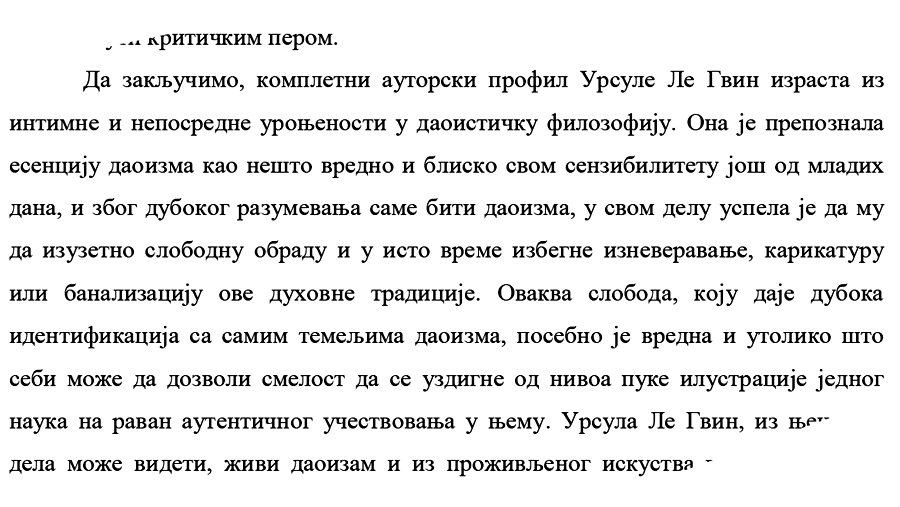 критичким пером.
Да закључимо, комплетни ауторски профил Урсуле Ле Гвин израста из
интимне и непосредне уроњености у даоистичку филозофију. Она је препознала
есенцију даоизма као нешто вредно и блиско свом сензибилитету још од младих
дана, и због дубоког разумевања саме бити даоизма, у свом делу успела је да му
да изузетно слободну обраду и у исто време избегне изневеравање, карикатуру
или банализацију ове духовне традиције. Оваква слобода, коју даје дубока
идентификација са самим темељима даоизма, посебно је вредна и утолико што
себи може да дозволи смелост да се уздигне од нивоа пуке илустрације једног
наука на раван аутентичног учествовања у њему. Урсула Ле Гвин, из
дела може видети, живи даоизам и из проживљеног искуства